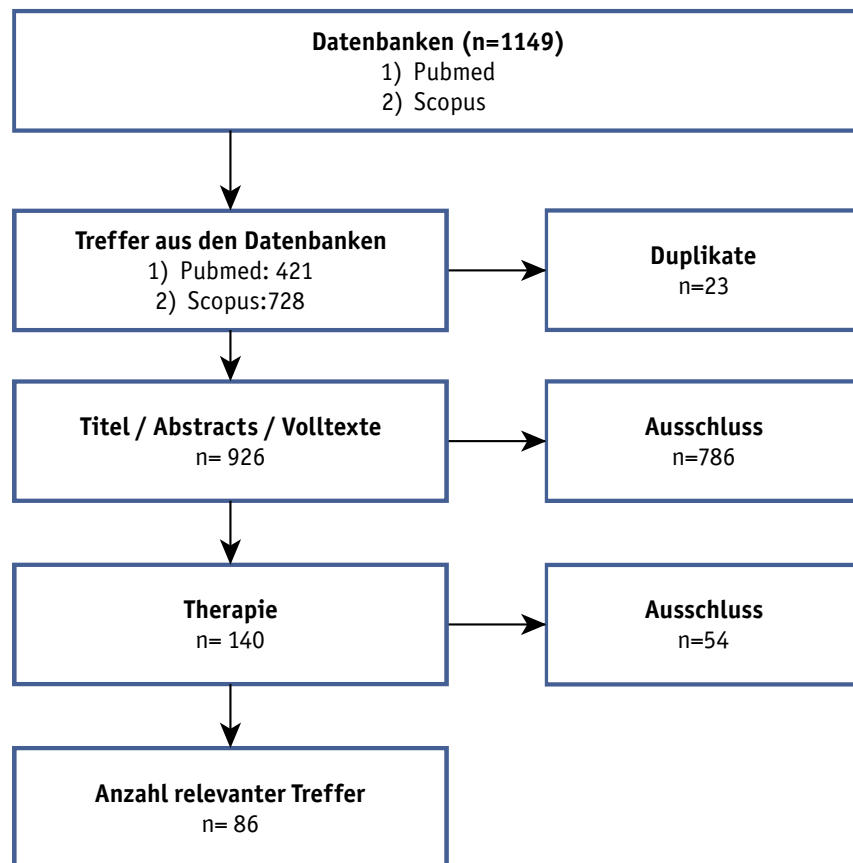 Datenbanken (n=1149)
1) Pubmed
2) Scopus
Treffer aus den Datenbanken
1) Pubmed: 421
2) Scopus:728
Duplikate
n=23
Titel / Abstracts / Volltexte
n= 926
Ausschluss
n=786
Therapie
n= 140
Ausschluss
n=54
Anzahl relevanter Treffer
n= 86